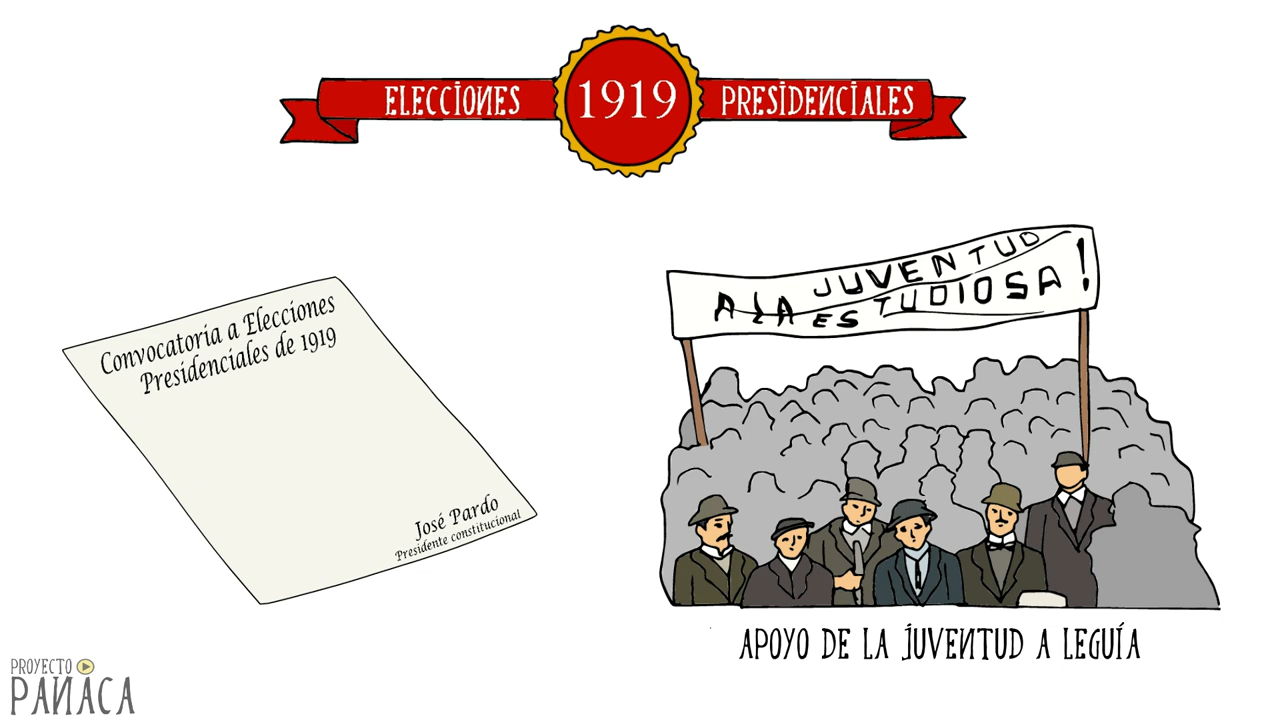 ELECCIONES 1919 PRESIDENCIALES
Convocatoria a Elecciones
Presidenciales de 1919
José Pardo
Presidente constitucional
A LA JUVENTUD
ESTUDIOSA!
APOYO DE LA JUVENTUD A LEGUÍA
PROYECTO
PANACA